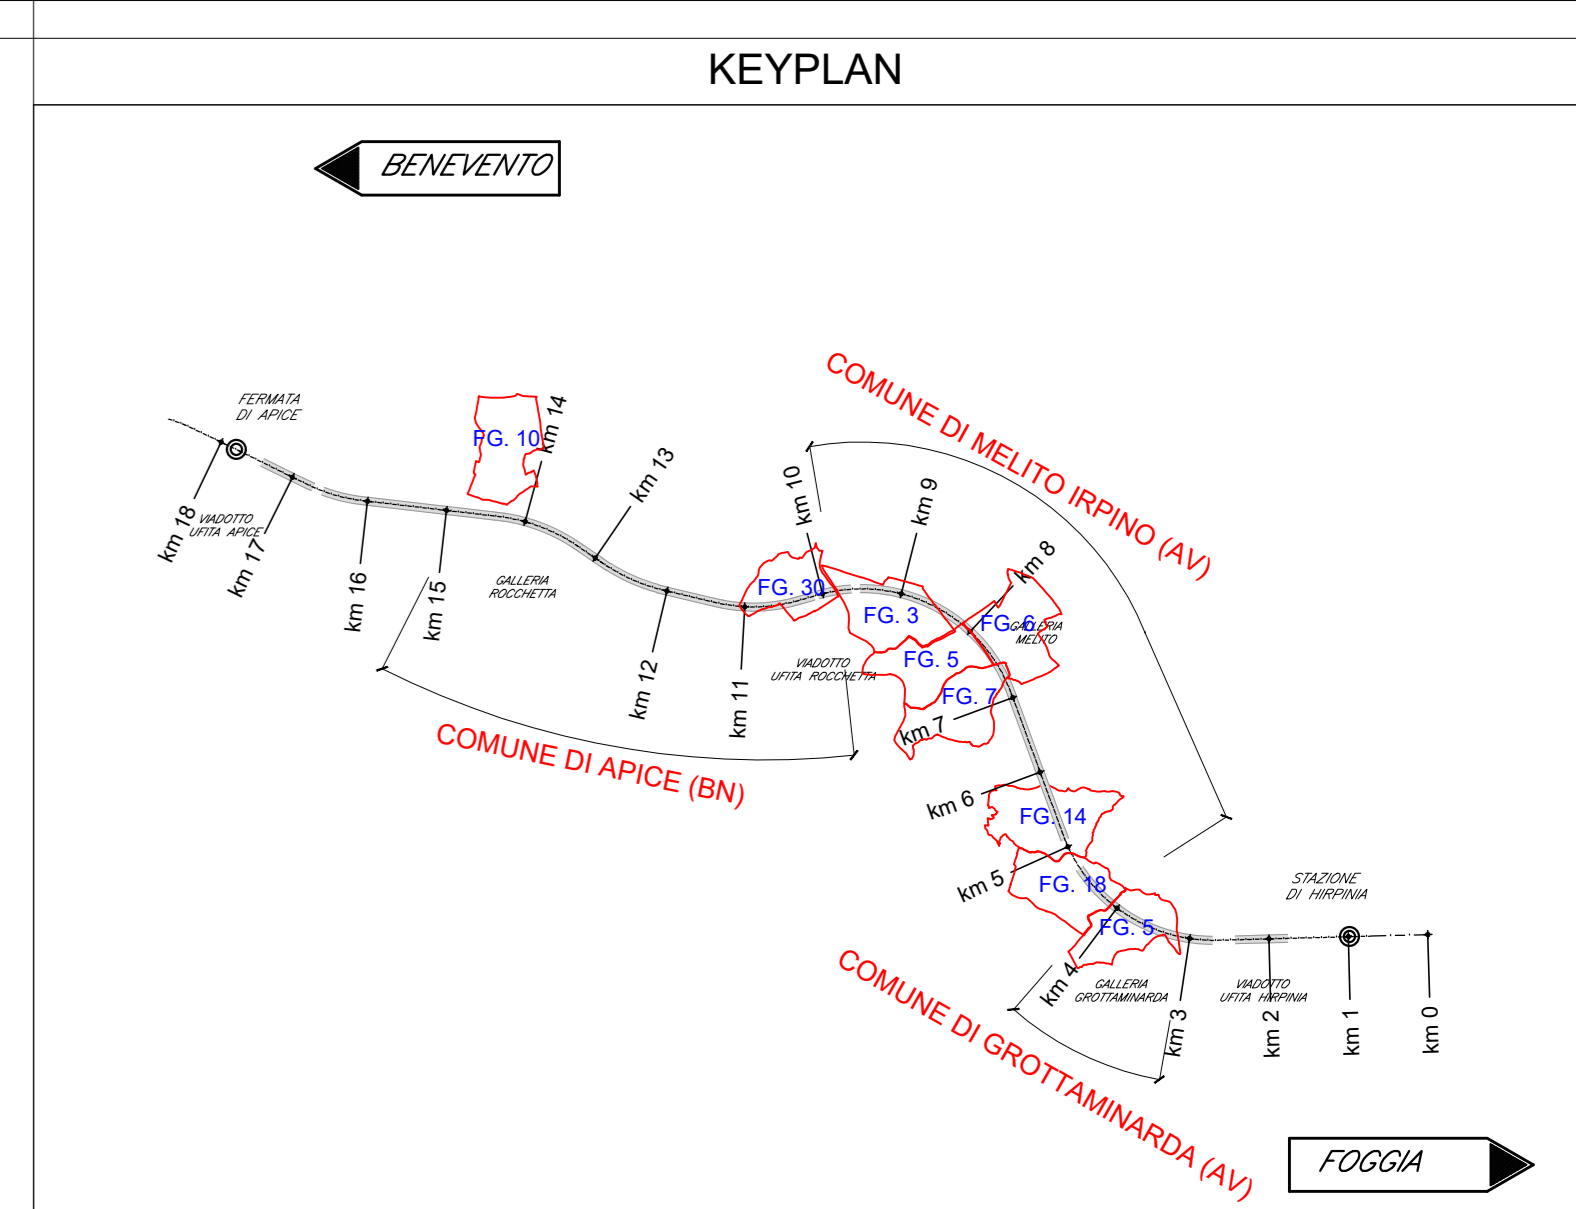 KEYPLAN
BENEVENTO
COMUNE DI MELITO IRPINO (AV)
FERMATA
DI APICE
FG. 10
km 14
km 13
km 10
km 9
km 8
km 18
VIADOTTO
UFITA APICE
km 17
km 16
km 15
GALLERIA
ROCCHETTA
FG. 30
FG. 3
FG. 6
GALLERIA
MELITO
FG. 5
VIADOTTO
UFITA ROCCHETTA
FG. 7
km 12
km 11
km 7
COMUNE DI APICE (BN)
km 6
FG. 14
km 5
FG. 18
STAZIONE
DI HIRPINIA
FG. 5
km 4
GALLERIA
GROTTAMINARDA
VIADOTTO
UFITA HIRPINIA
km 3
km 2
km 1
km 0
COMUNE DI GROTTAMINARDA (AV)
FOGGIA